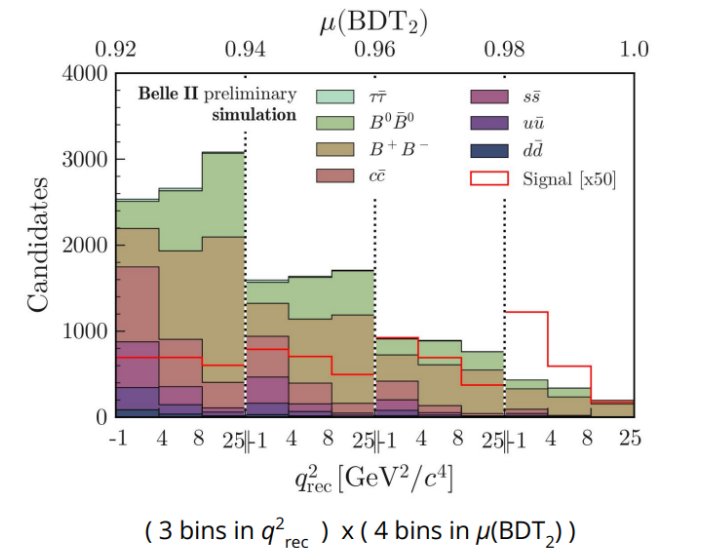 μ(BDT₂)
0.92 0.94 0.96 0.98 1.0
Belle II preliminary
simulation
ττ̄
B⁰B̄⁰
B⁺B⁻
cc̄
ss̄
uū
dd̄
Signal [x50]
Candidates
4000
3000
2000
1000
0
-1 4 8 25||-1 4 8 25||-1 4 8 25||-1 4 8 25
q²rec [GeV²/c⁴]
( 3 bins in q²rec ) x ( 4 bins in μ(BDT₂) )